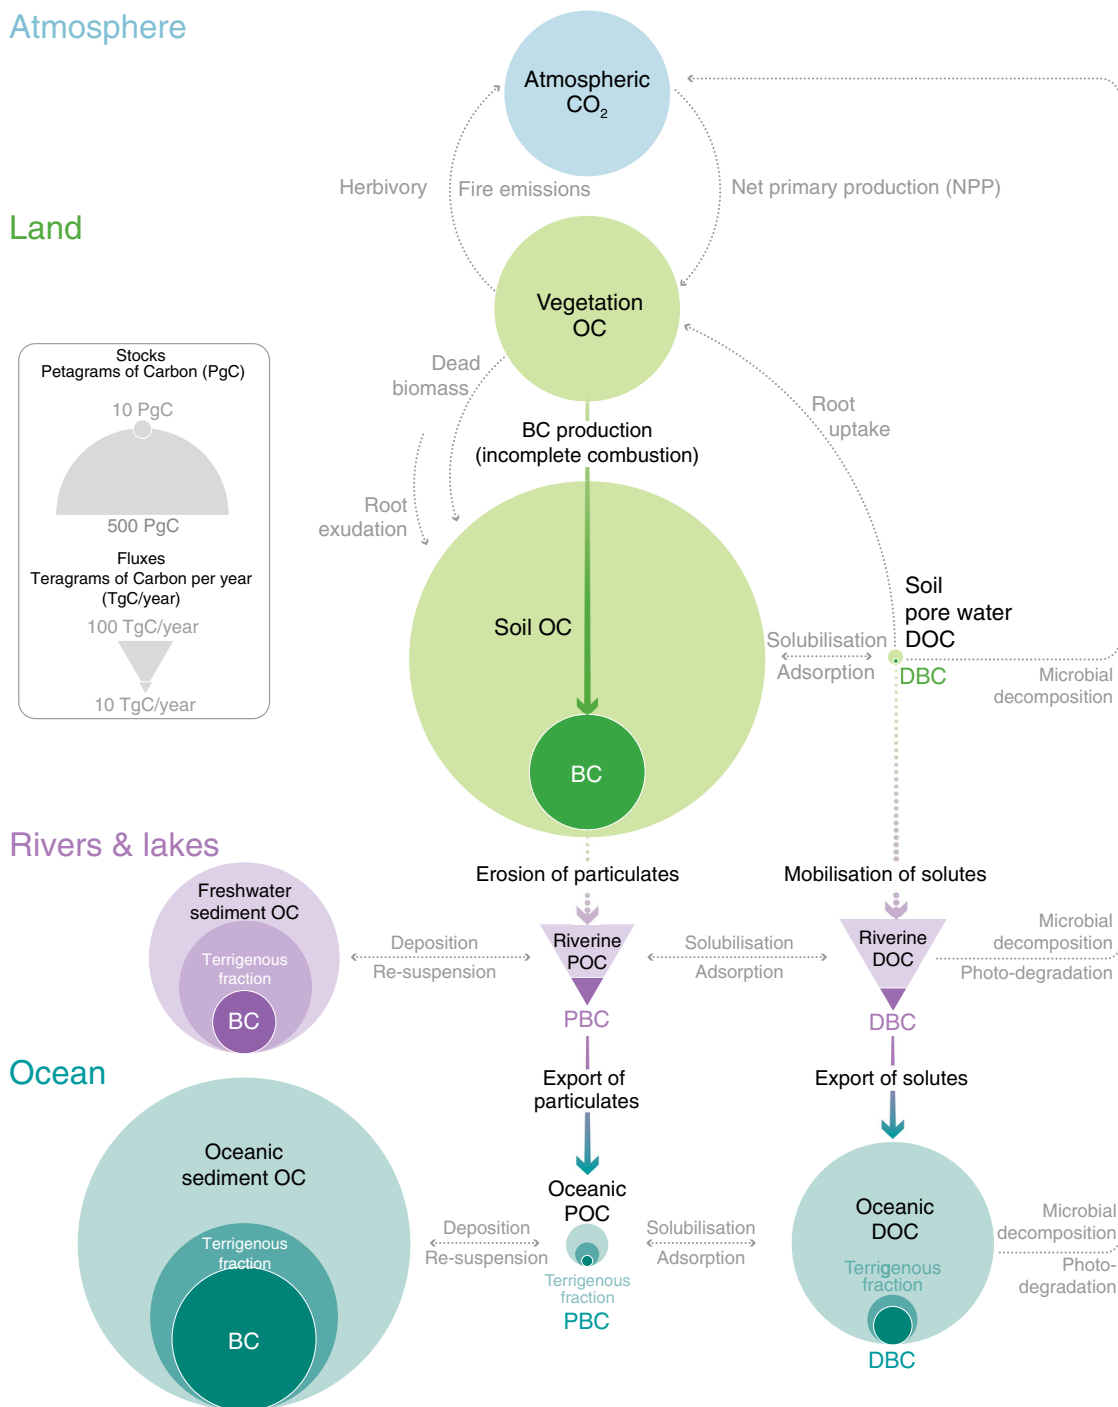 Atmosphere
Atmospheric
CO₂
Herbivory
Fire emissions
Net primary production (NPP)
Land
Vegetation
OC
Stocks
Petagrams of Carbon (PgC)
10 PgC
500 PgC
Fluxes
Teragrams of Carbon per year
(TgC/year)
100 TgC/year
10 TgC/year
Dead
biomass
BC production
(incomplete combustion)
Root
uptake
Root
exudation
Soil OC
Solubilisation
Adsorption
Soil
pore water
DOC
DBC
Microbial
decomposition
BC
Rivers & lakes
Erosion of particulates
Mobilisation of solutes
Freshwater
sediment OC
Terrigenous
fraction
BC
Deposition
Re-suspension
Riverine
POC
PBC
Solubilisation
Adsorption
Riverine
DOC
DBC
Microbial
decomposition
Photo-degradation
Ocean
Export of
particulates
Export of solutes
Oceanic
sediment OC
Terrigenous
fraction
BC
Deposition
Re-suspension
Oceanic
POC
Terrigenous
fraction
PBC
Solubilisation
Adsorption
Oceanic
DOC
Terrigenous
fraction
DBC
Microbial
decomposition
Photo-
degradation